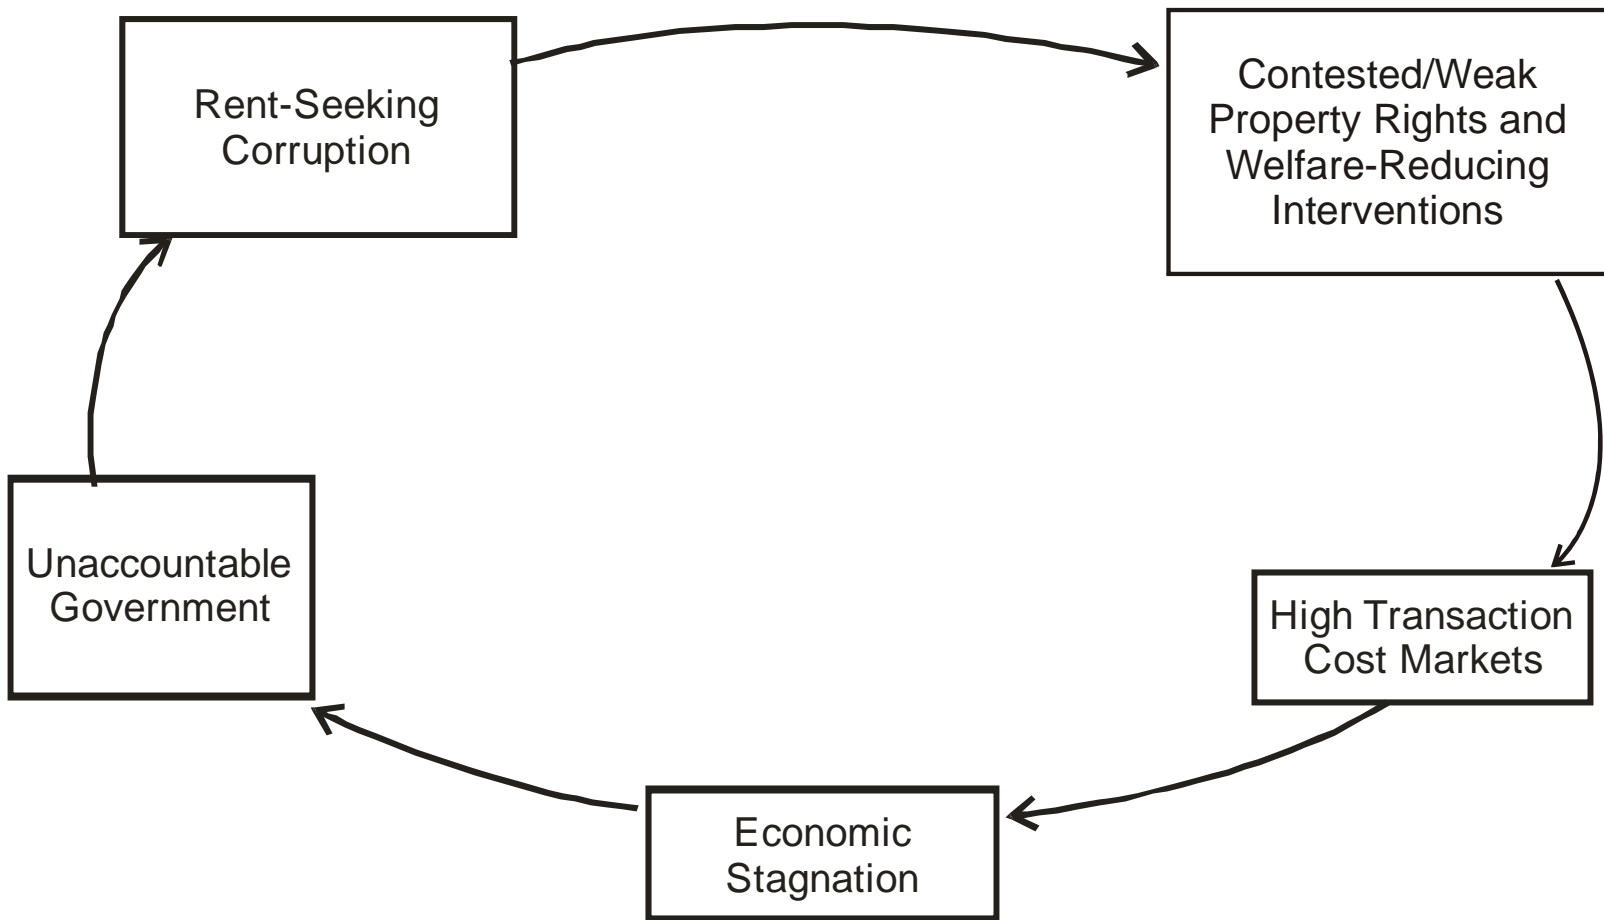 Rent-Seeking
Corruption
Contested/Weak
Property Rights and
Welfare-Reducing
Interventions
Unaccountable
Government
High Transaction
Cost Markets
Economic
Stagnation